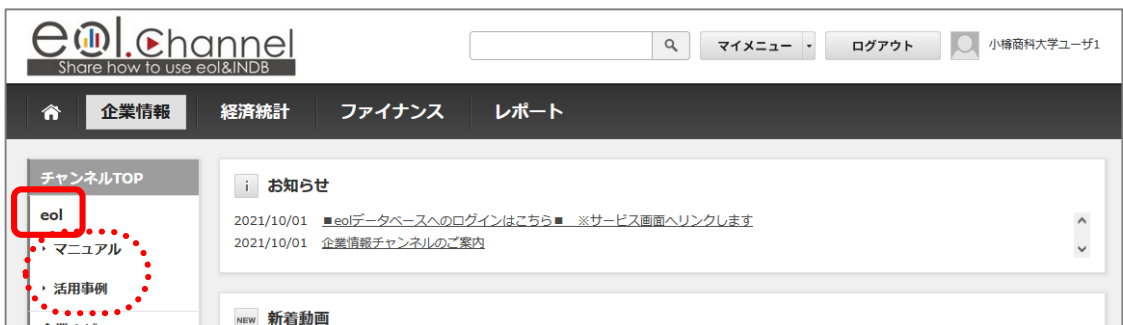 eol.Channel
Share how to use eol&INDB
マイメニュー
ログアウト
小樽商科大学ユーザ1
企業情報
経済統計
ファイナンス
レポート
チャンネルTOP
eol
マニュアル
活用事例
i お知らせ
2021/10/01 ■eolデータベースへのログインはこちら■ ※サービス画面へリンクします
2021/10/01 企業情報チャンネルのご案内
NEW 新着動画